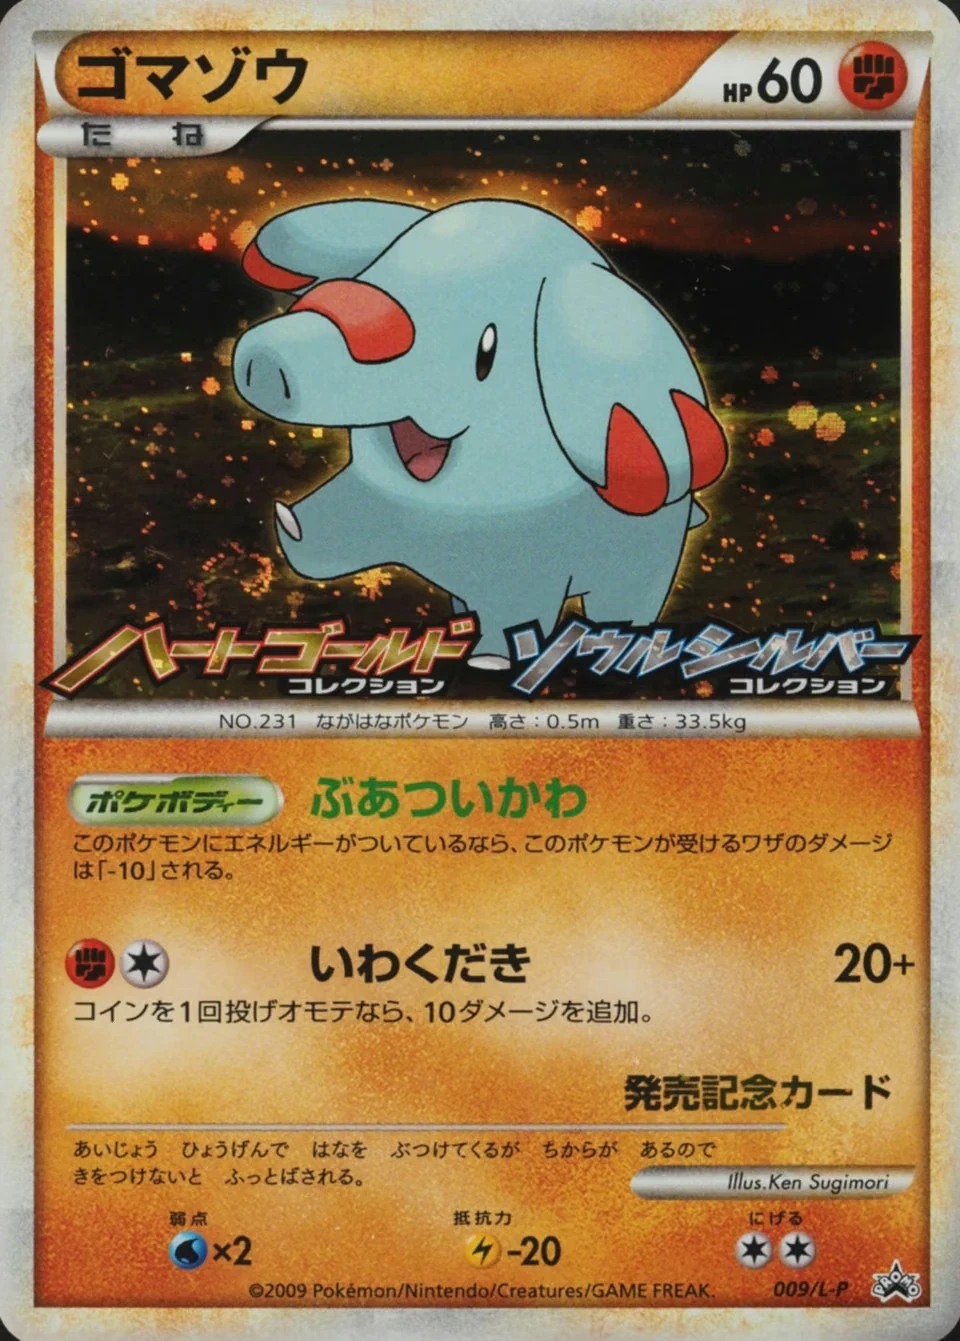 ゴマゾウ
HP60
たね
ハートゴールド
コレクション
ソウルシルバー
コレクション
NO.231 ながはなポケモン 高さ:0.5m 重さ:33.5kg
ポケボディー ぶあついかわ
このポケモンにエネルギーがついているなら、このポケモンが受けるワザのダメージ
は「-10」される。
いわくだき 20+
コインを1回投げオモテなら、10ダメージを追加。
発売記念カード
あいじょう ひょうげんで はなを ぶつけてくるが ちからが あるので
きをつけないと ふっとばされる。
Illus.Ken Sugimori
弱点 抵抗力 にげる
×2 -20
©2009 Pokémon/Nintendo/Creatures/GAME FREAK. 009/L-P PROMO